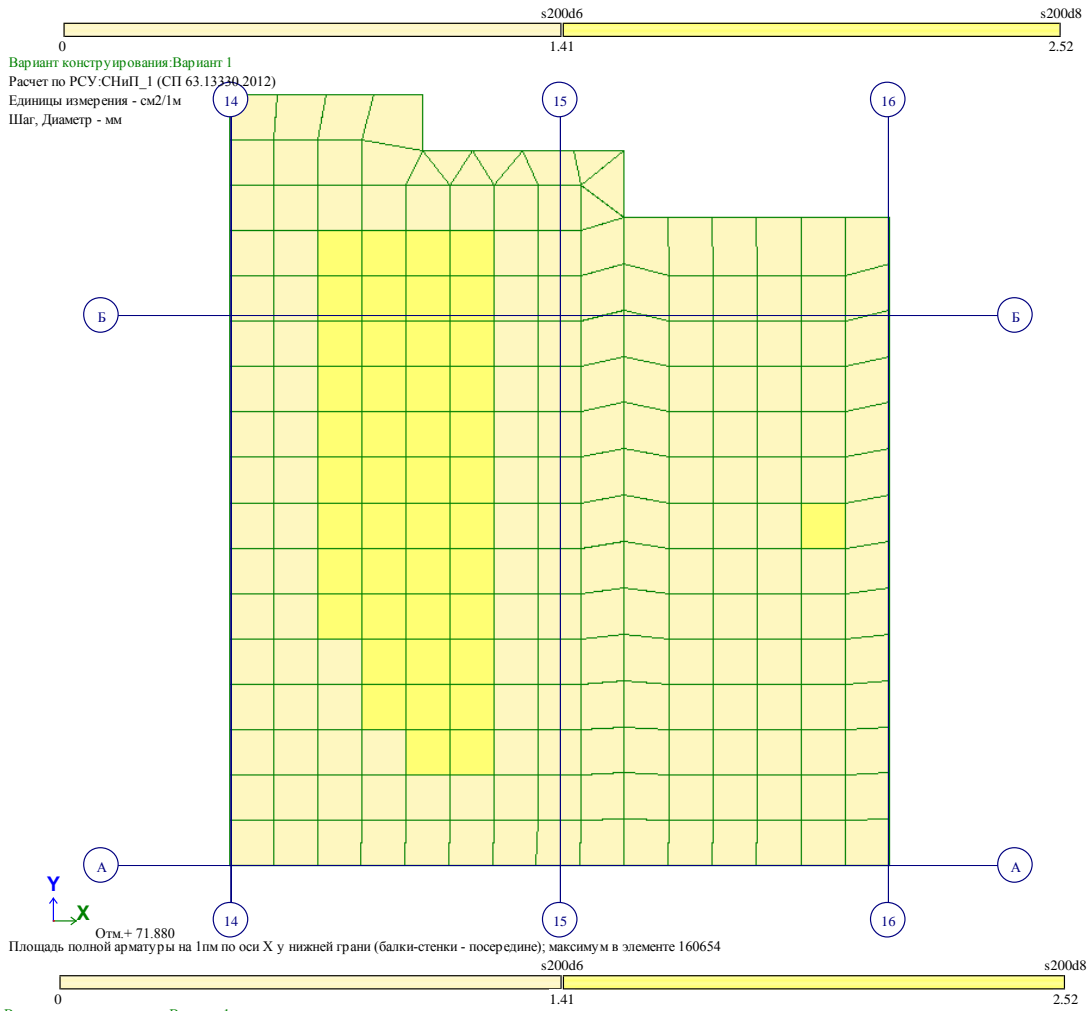 s200d6 s200d8
0 1.41 2.52
Вариант конструирования:Вариант 1
Расчет по РСУ:СНиП_1 (СП 63.13330.2012)
Единицы измерения - см2/1м
Шаг, Диаметр - мм
14 15 16
Б Б
А А
Y
X
14 15 16
Отм.+ 71.880
Площадь полной арматуры на 1пм по оси X у нижней грани (балки-стенки - посередине); максимум в элементе 160654
s200d6 s200d8
0 1.41 2.52